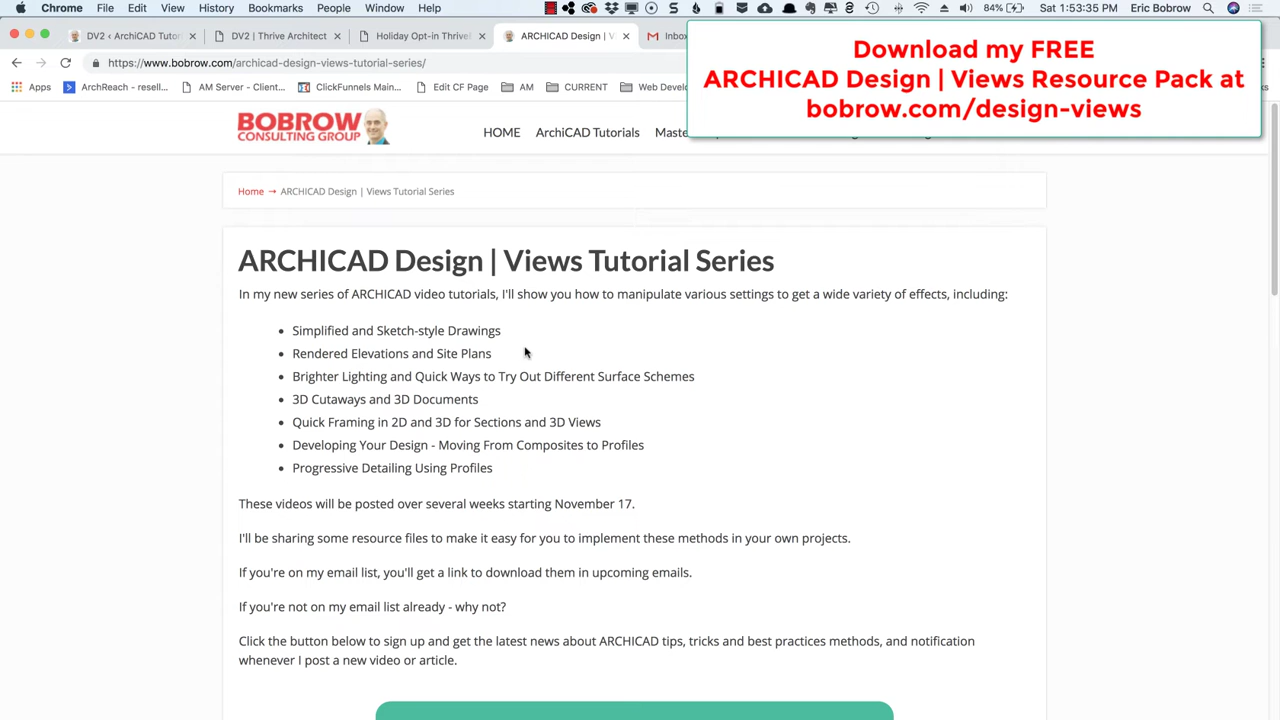 Chrome File Edit View History Bookmarks People Window Help 84% Sat 1:53:35 PM Eric Bobrow
DV2 ‹ ArchiCAD Tutor DV2 | Thrive Architect Holiday Opt-in Thrive ARCHICAD Design | V Inbo
https://www.bobrow.com/archicad-design-views-tutorial-series/
Apps ArchReach - resell... AM Server - Client... ClickFunnels Main... Edit CF Page AM CURRENT Web Develo
Download my FREE
ARCHICAD Design | Views Resource Pack at
bobrow.com/design-views
BOBROW
CONSULTING GROUP
HOME ArchiCAD Tutorials
Home → ARCHICAD Design | Views Tutorial Series
ARCHICAD Design | Views Tutorial Series
In my new series of ARCHICAD video tutorials, I'll show you how to manipulate various settings to get a wide variety of effects, including:
• Simplified and Sketch-style Drawings
• Rendered Elevations and Site Plans
• Brighter Lighting and Quick Ways to Try Out Different Surface Schemes
• 3D Cutaways and 3D Documents
• Quick Framing in 2D and 3D for Sections and 3D Views
• Developing Your Design - Moving From Composites to Profiles
• Progressive Detailing Using Profiles
These videos will be posted over several weeks starting November 17.
I'll be sharing some resource files to make it easy for you to implement these methods in your own projects.
If you're on my email list, you'll get a link to download them in upcoming emails.
If you're not on my email list already - why not?
Click the button below to sign up and get the latest news about ARCHICAD tips, tricks and best practices methods, and notification
whenever I post a new video or article.